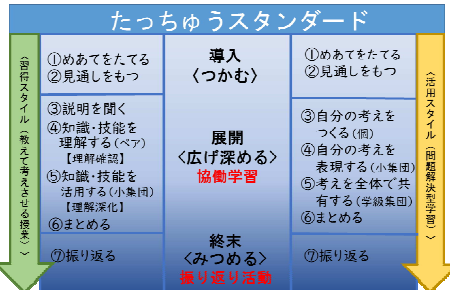 たっちゅうスタンダード
〈習得スタイル（教えて考えさせる授業）〉
①めあてをたてる
②見通しをもつ
③説明を聞く
④知識・技能を
理解する（ペア）
【理解確認】
⑤知識・技能を
活用する（小集団）
【理解深化】
⑥まとめる
⑦振り返る
導入
〈つかむ〉
展開
<広げ深める〉
協働学習
終末
<みつめる〉
振り返り活動
①めあてをたてる
②見通しをもつ
③自分の考えを
つくる（個）
④自分の考えを
表現する（小集団）
⑤考えを全体で共
有する（学級集団）
⑥まとめる
⑦振り返る
〈活用スタイル（問題解決型学習）〉